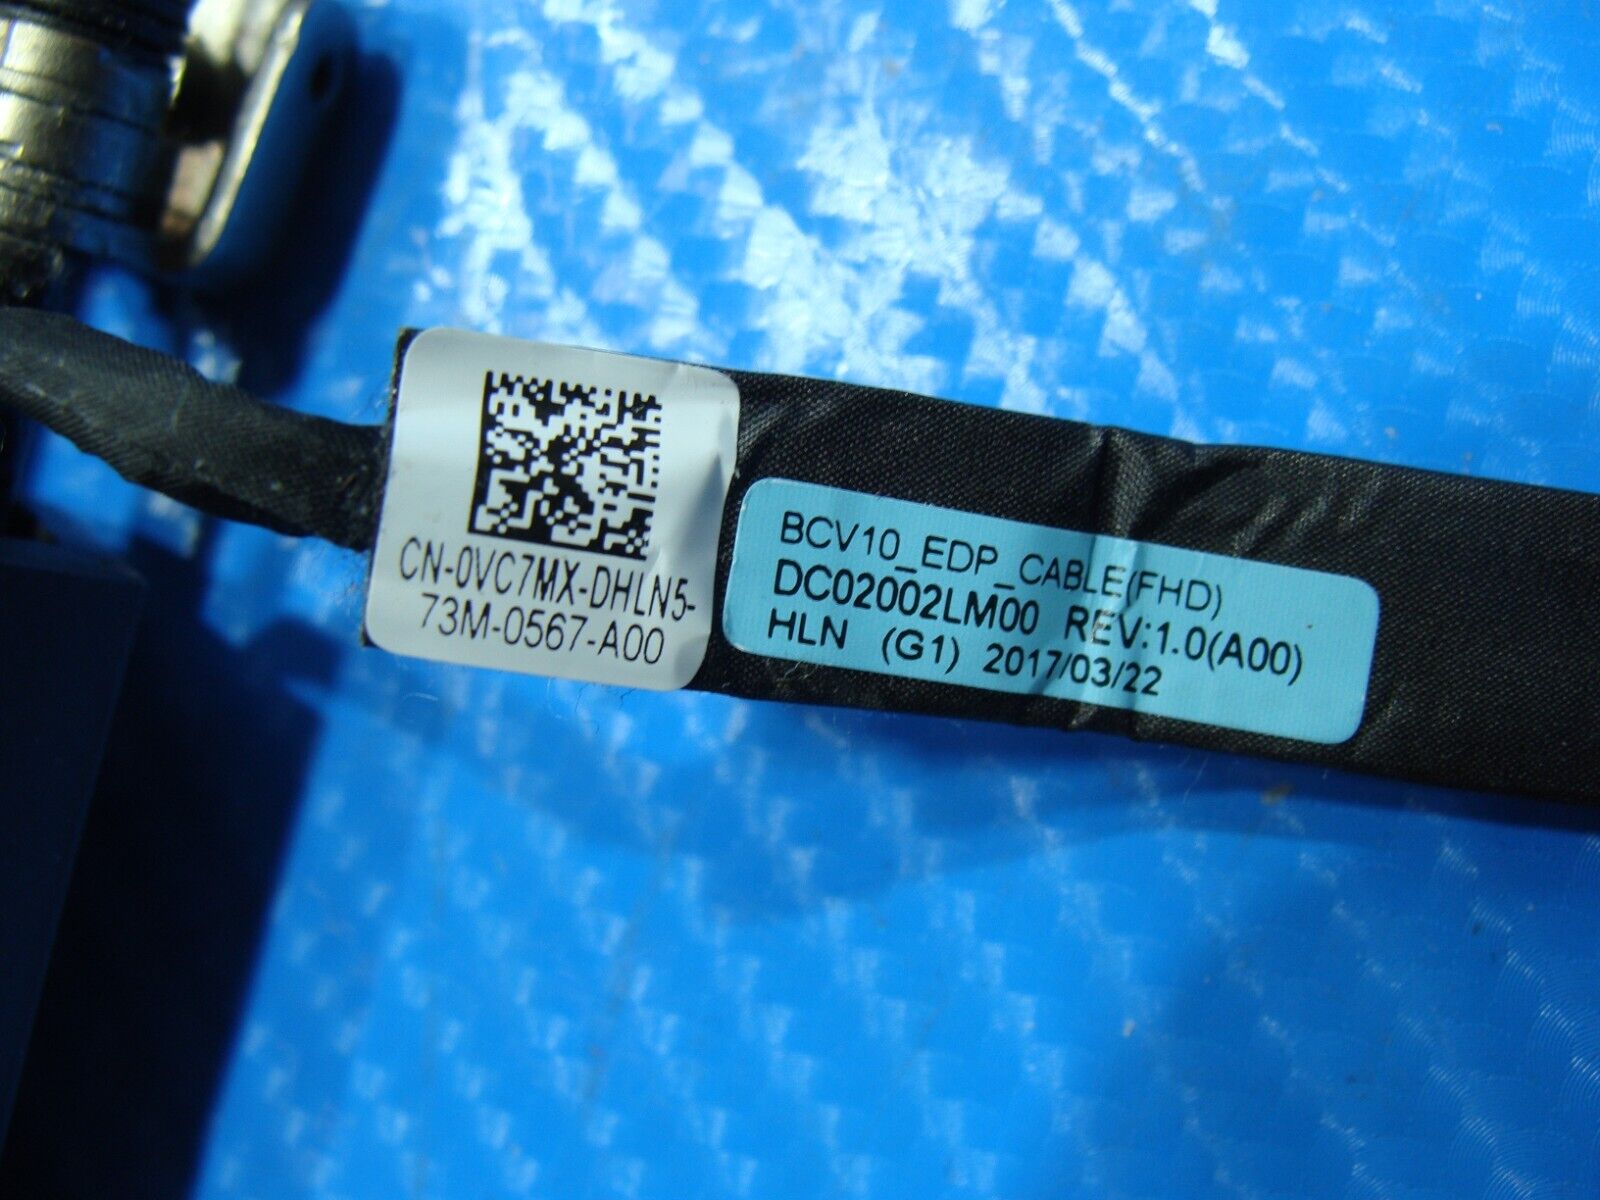 CN-0VC7MX-DHLN5-
73M-0567-A00
BCV10_EDP_CABLE(FHD)
DC02002LM00 REV:1.0(A00)
HLN (G1) 2017/03/22